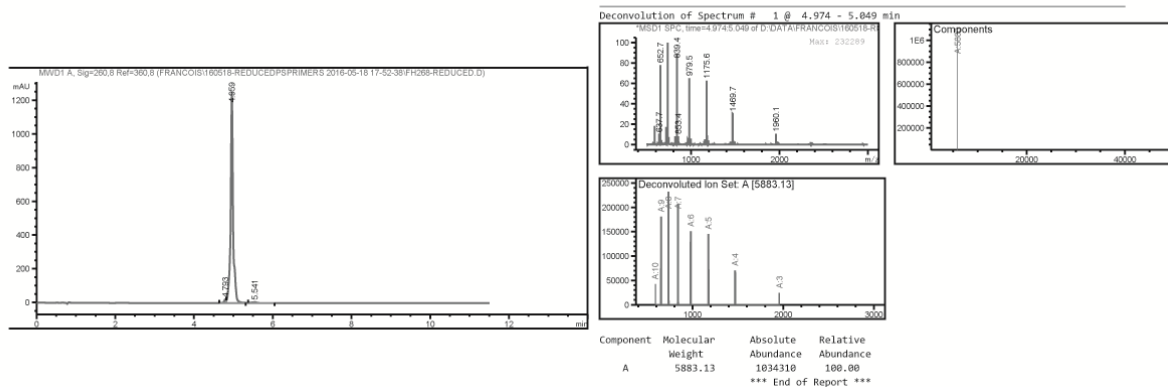 MWD1 A, Sig=260,8 Ref=360,8 (FRANCOIS\160518-REDUCEDPSPRIMERS 2016-05-18 17-52-38\FH268-REDUCED.D)
mAU
1200
1000
800
600
400
200
0
4.959
4.793
5.541
0 2 4 6 8 10 12 min
Deconvolution of Spectrum # 1 @ 4.974 - 5.049 min
*MSD1 SPC, time=4.974:5.049 of D:\DATA\FRANCOIS\160518-R
Max: 232289
100
80
60
40
20
0
637.7
652.7
839.4
979.5
1175.6
1469.7
1960.1
1000 2000 m/
Components
1E6
800000
600000
400000
200000
20000 40000
Deconvoluted Ion Set: A [5883.13]
250000
200000
150000
100000
50000
0
A:10
A:9
A:8
A:7
A:6
A:5
A:4
A:3
1000 2000 3000
Component Molecular Absolute Relative
Weight Abundance Abundance
A 5883.13 1034310 100.00
*** End of Report ***